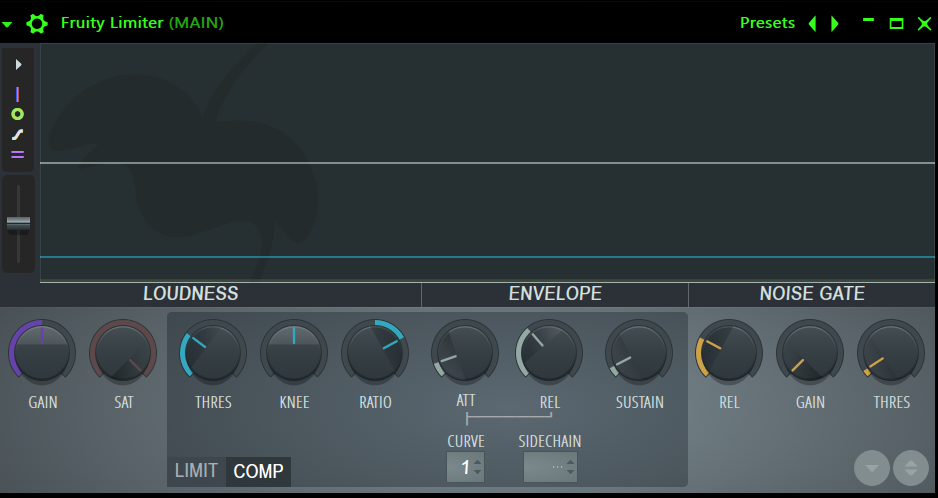 Fruity Limiter (MAIN) Presets
LOUDNESS ENVELOPE NOISE GATE
GAIN SAT THRES KNEE RATIO ATT REL SUSTAIN REL GAIN THRES
CURVE SIDECHAIN
LIMIT COMP 1 ---